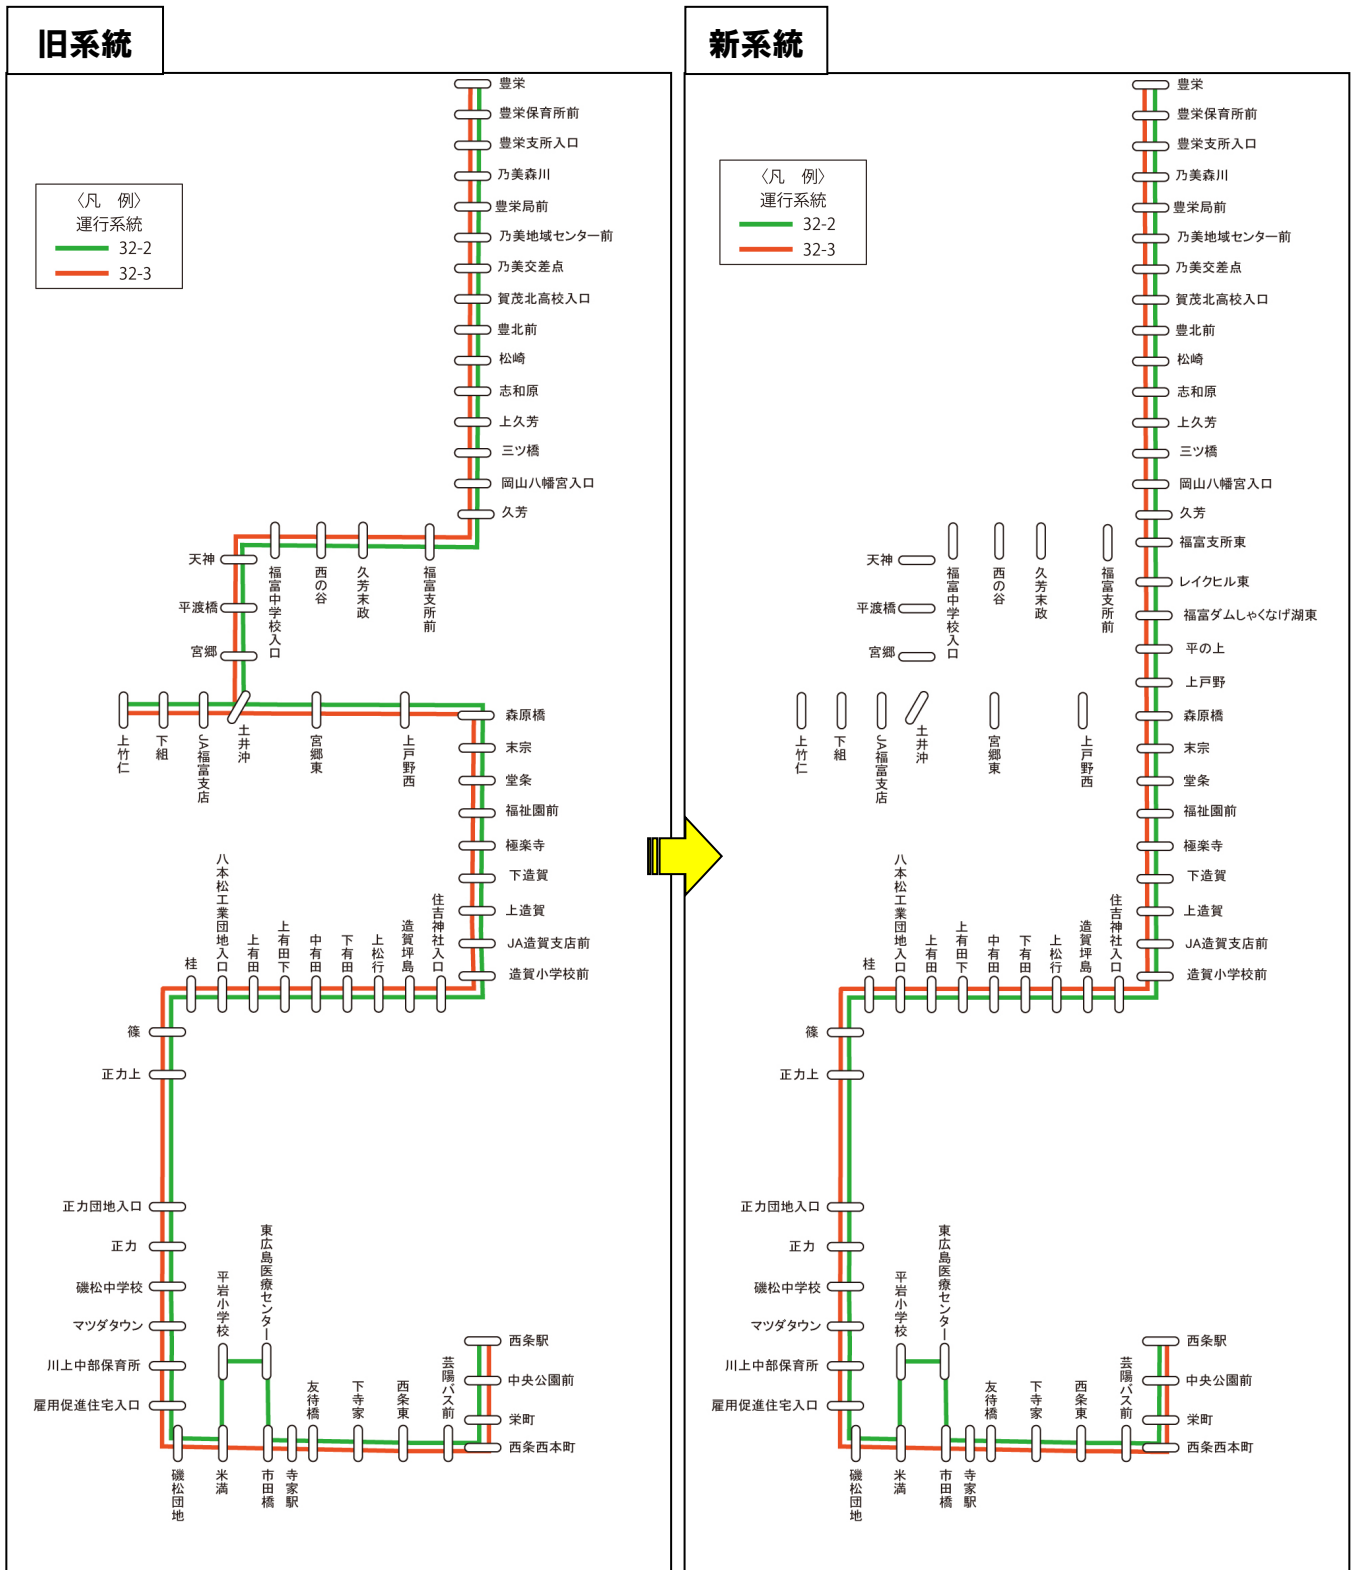 旧系統
〈凡　例〉
運行系統
32-2
32-3
豊栄
豊栄保育所前
豊栄支所入口
乃美森川
豊栄局前
乃美地域センター前
乃美交差点
賀茂北高校入口
豊北前
松崎
志和原
上久芳
三ツ橋
岡山八幡宮入口
久芳
福富支所前
久芳末政
西の谷
福富中学校入口
天神
平渡橋
宮郷
上竹仁
下組
JA福富支店
土井沖
宮郷東
上戸野西
森原橋
末宗
堂条
福祉園前
極楽寺
下造賀
上造賀
JA造賀支店前
造賀小学校前
住吉神社入口
造賀坪島
上松行
下有田
中有田
上有田下
上有田
八本松工業団地入口
桂
篠
正力上
正力団地入口
正力
磯松中学校
マツダタウン
川上中部保育所
雇用促進住宅入口
磯松団地
米満
平岩小学校
東広島医療センター
市田橋
寺家駅
友待橋
下寺家
西条東
芸陽バス前
西条駅
中央公園前
栄町
西条西本町
新系統
〈凡　例〉
運行系統
32-2
32-3
豊栄
豊栄保育所前
豊栄支所入口
乃美森川
豊栄局前
乃美地域センター前
乃美交差点
賀茂北高校入口
豊北前
松崎
志和原
上久芳
三ツ橋
岡山八幡宮入口
久芳
福富支所東
レイクヒル東
福富ダムしゃくなげ湖東
平の上
上戸野
森原橋
末宗
堂条
福祉園前
極楽寺
下造賀
上造賀
JA造賀支店前
造賀小学校前
福富支所前
久芳末政
西の谷
福富中学校入口
天神
平渡橋
宮郷
上竹仁
下組
JA福富支店
土井沖
宮郷東
上戸野西
住吉神社入口
造賀坪島
上松行
下有田
中有田
上有田下
上有田
八本松工業団地入口
桂
篠
正力上
正力団地入口
正力
磯松中学校
マツダタウン
川上中部保育所
雇用促進住宅入口
磯松団地
米満
平岩小学校
東広島医療センター
市田橋
寺家駅
友待橋
下寺家
西条東
芸陽バス前
西条駅
中央公園前
栄町
西条西本町